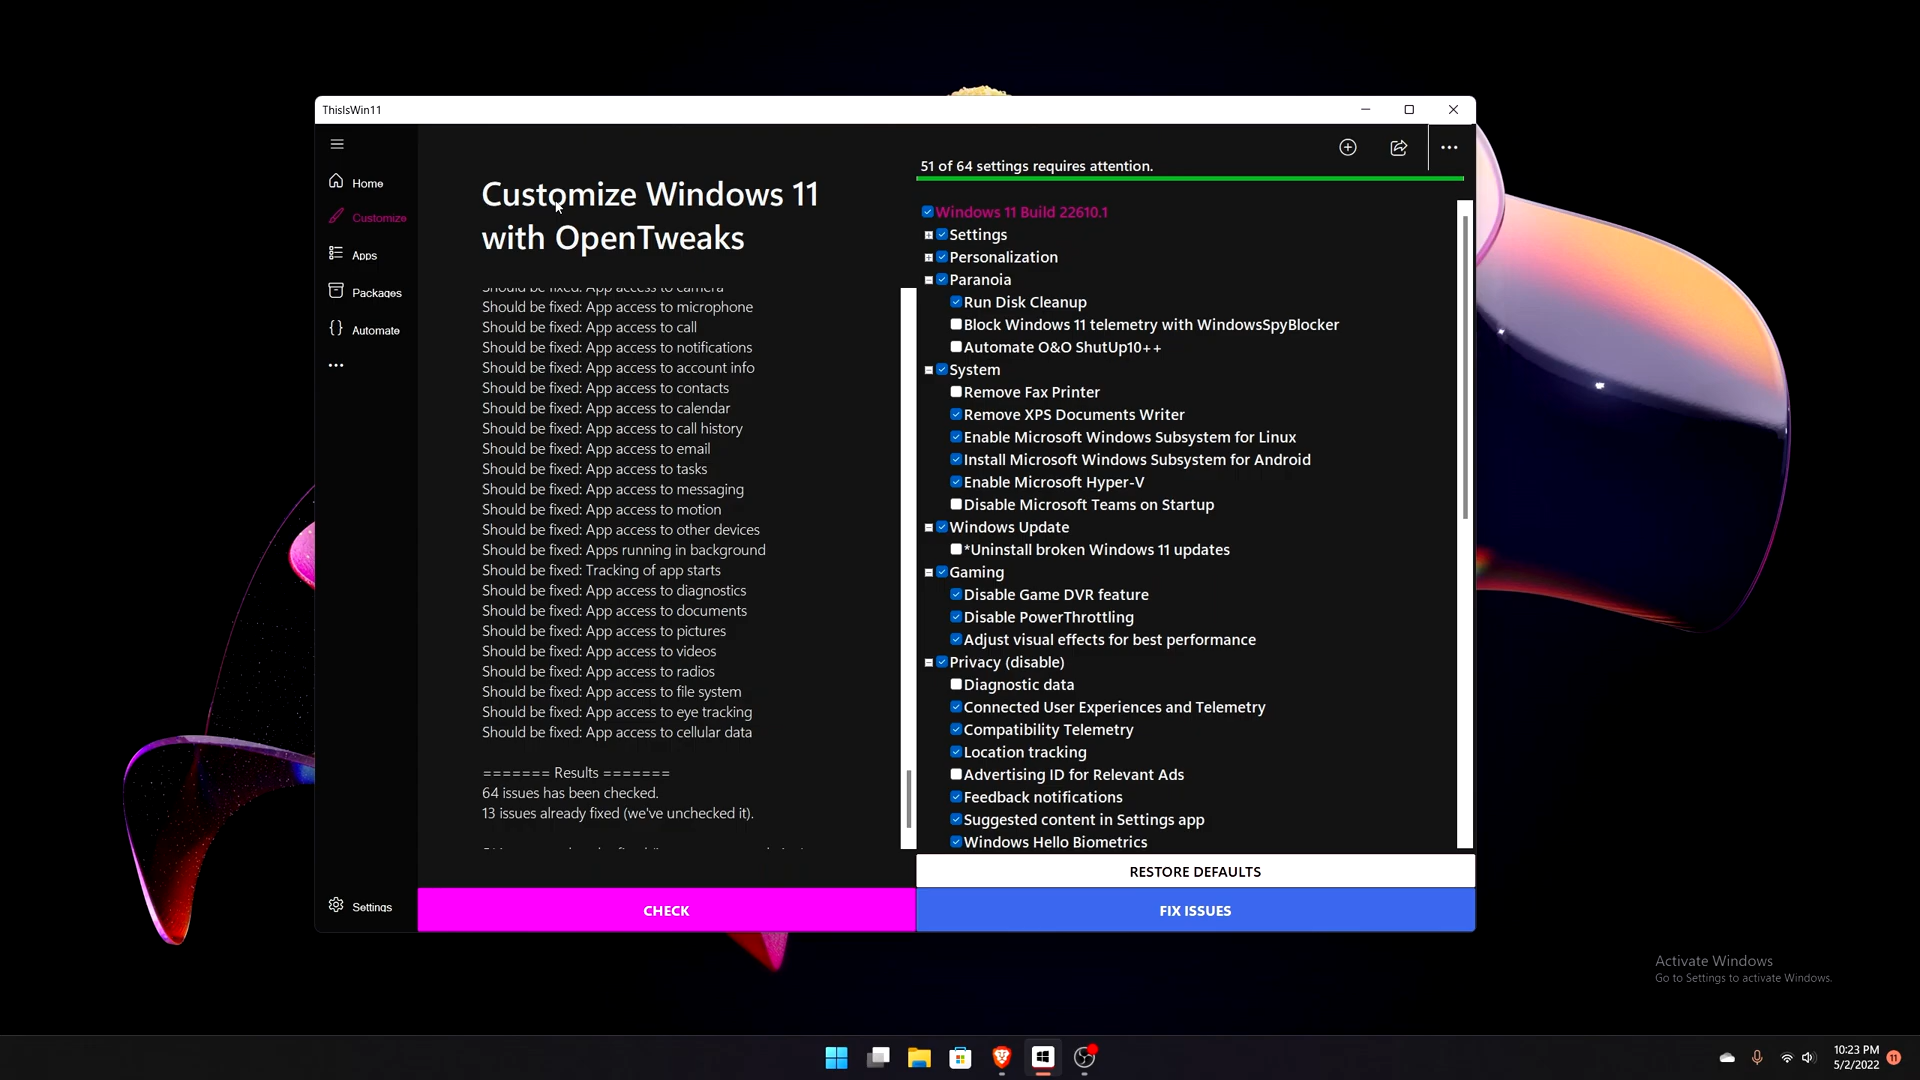 ThisIsWin11
Home
Customize
Apps
Packages
Automate
Settings
Customize Windows 11
with OpenTweaks
Should be fixed: App access to camera
Should be fixed: App access to microphone
Should be fixed: App access to call
Should be fixed: App access to notifications
Should be fixed: App access to account info
Should be fixed: App access to contacts
Should be fixed: App access to calendar
Should be fixed: App access to call history
Should be fixed: App access to email
Should be fixed: App access to tasks
Should be fixed: App access to messaging
Should be fixed: App access to motion
Should be fixed: App access to other devices
Should be fixed: Apps running in background
Should be fixed: Tracking of app starts
Should be fixed: App access to diagnostics
Should be fixed: App access to documents
Should be fixed: App access to pictures
Should be fixed: App access to videos
Should be fixed: App access to radios
Should be fixed: App access to file system
Should be fixed: App access to eye tracking
Should be fixed: App access to cellular data
======= Results =======
64 issues has been checked.
13 issues already fixed (we've unchecked it).
CHECK
51 of 64 settings requires attention.
Windows 11 Build 22610.1
Settings
Personalization
Paranoia
Run Disk Cleanup
Block Windows 11 telemetry with WindowsSpyBlocker
Automate O&O ShutUp10++
System
Remove Fax Printer
Remove XPS Documents Writer
Enable Microsoft Windows Subsystem for Linux
Install Microsoft Windows Subsystem for Android
Enable Microsoft Hyper-V
Disable Microsoft Teams on Startup
Windows Update
*Uninstall broken Windows 11 updates
Gaming
Disable Game DVR feature
Disable PowerThrottling
Adjust visual effects for best performance
Privacy (disable)
Diagnostic data
Connected User Experiences and Telemetry
Compatibility Telemetry
Location tracking
Advertising ID for Relevant Ads
Feedback notifications
Suggested content in Settings app
Windows Hello Biometrics
RESTORE DEFAULTS
FIX ISSUES
Activate Windows
Go to Settings to activate Windows.
10:23 PM
5/2/2022
11